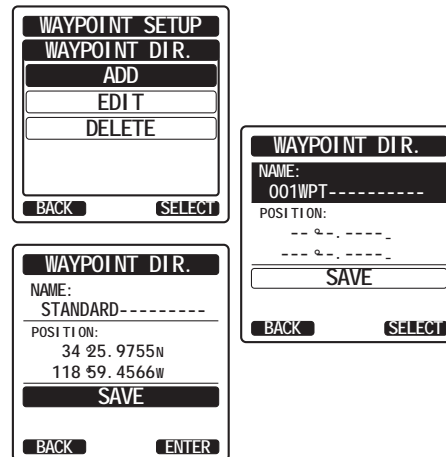 WAYPOINT SETUP
WAYPOINT DIR.
ADD
EDIT
DELETE
BACK SELECT
WAYPOINT DIR.
NAME:
001WPT----------
POSITION:
-- °--.----_
--- °--.----_
SAVE
BACK SELECT
WAYPOINT DIR.
NAME:
STANDARD---------
POSITION:
34 °25.9755N
118 °59.4566W
SAVE
BACK ENTER